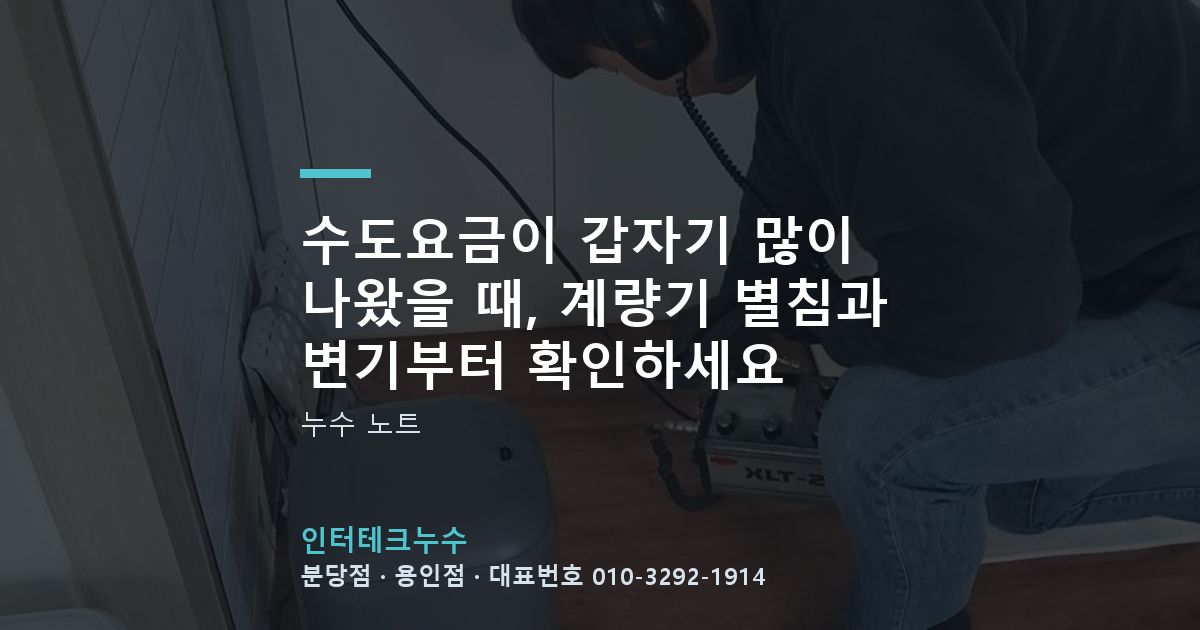 수도요금이 갑자기 많이
나왔을 때, 계량기 별침과
변기부터 확인하세요
누수 노트
XLT-2
인터테크누수
분당점 · 용인점 · 대표번호 010-3292-1914